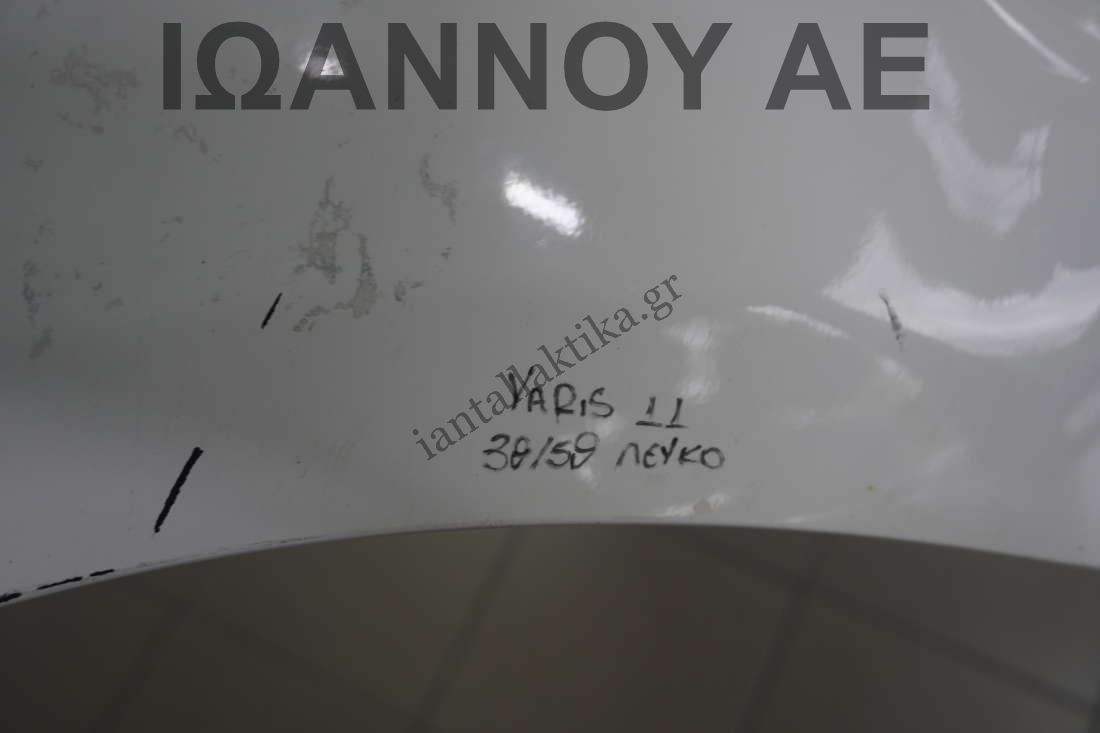 ΙΩΑΝΝΟΥ ΑΕ
iantallaktika.gr
YARIS 11
3θ/5θ ΛΕΥΚΟ